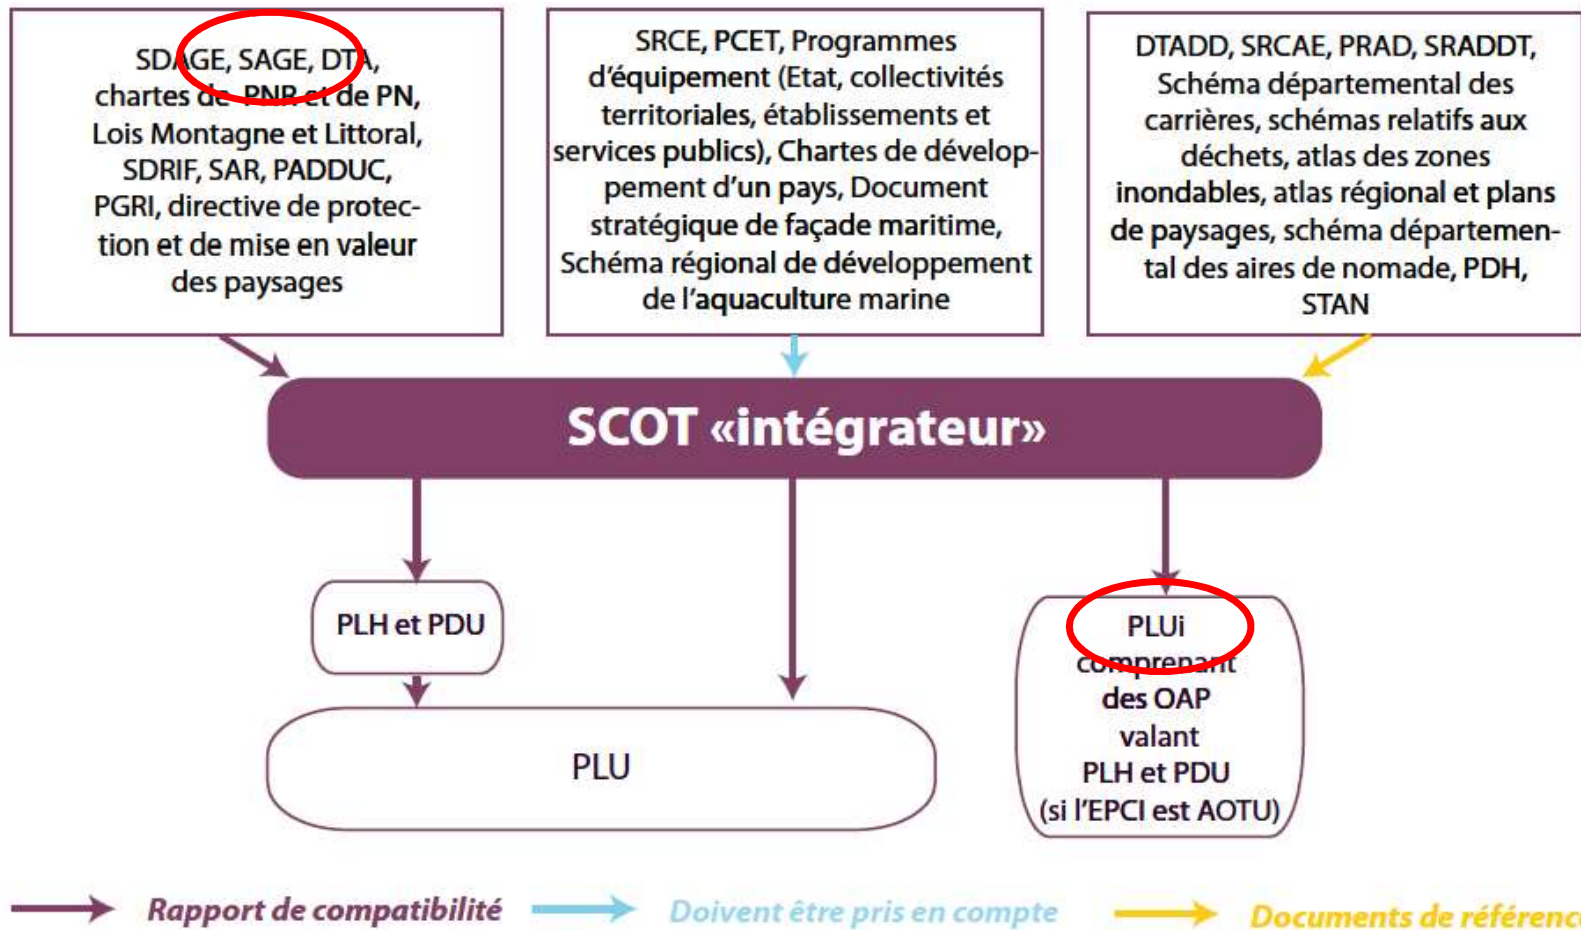 SDAGE, SAGE, DTA,
chartes de PNR et de PN,
Lois Montagne et Littoral,
SDRIF, SAR, PADDUC,
PGRI, directive de protec-
tion et de mise en valeur
des paysages
SRCE, PCET, Programmes
d'équipement (Etat, collectivités
territoriales, établissements et
services publics), Chartes de dévelop-
pement d'un pays, Document
stratégique de façade maritime,
Schéma régional de développement
de l'aquaculture marine
DTADD, SRCAE, PRAD, SRADDT,
Schéma départemental des
carrières, schémas relatifs aux
déchets, atlas des zones
inondables, atlas régional et plans
de paysages, schéma départemen-
tal des aires de nomade, PDH,
STAN
SCOT «intégrateur»
PLH et PDU
PLU
PLUi
comprenant
des OAP
valant
PLH et PDU
(si l'EPCI est AOTU)
Rapport de compatibilité
Doivent être pris en compte
Documents de référence